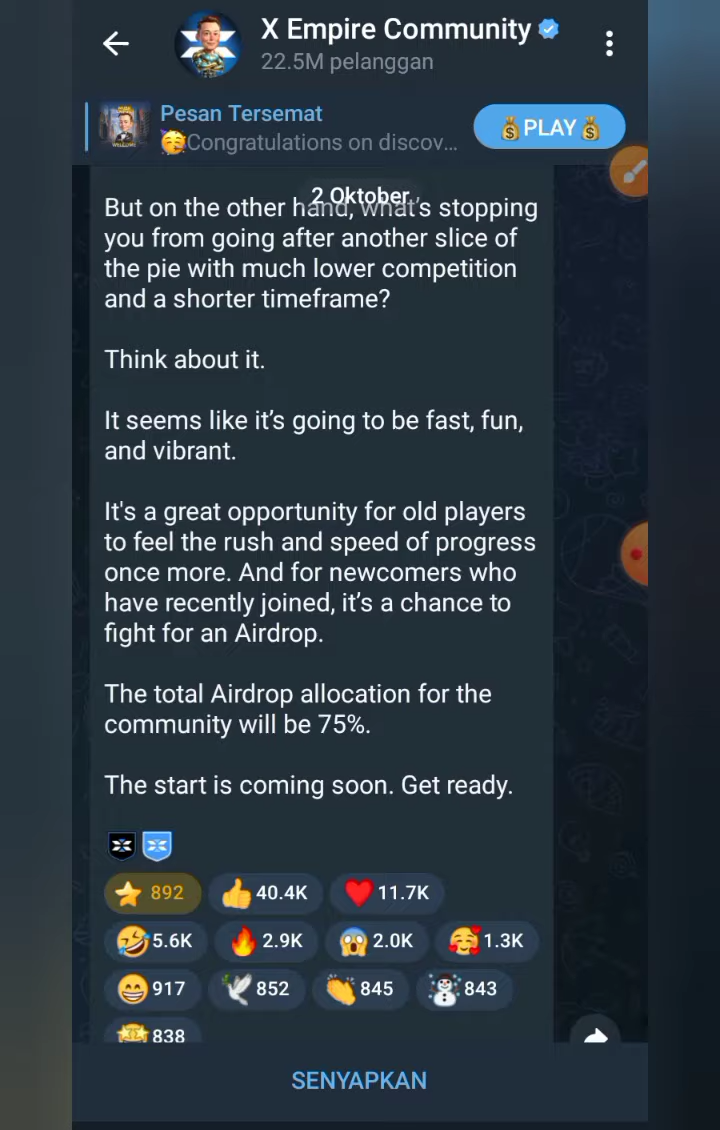 X Empire Community
22.5M pelanggan
Pesan Tersemat
🥳Congratulations on discov...
💰PLAY💰
2 Oktober
But on the other hand, what's stopping
you from going after another slice of
the pie with much lower competition
and a shorter timeframe?
Think about it.
It seems like it’s going to be fast, fun,
and vibrant.
It's a great opportunity for old players
to feel the rush and speed of progress
once more. And for newcomers who
have recently joined, it’s a chance to
fight for an Airdrop.
The total Airdrop allocation for the
community will be 75%.
The start is coming soon. Get ready.
⭐ 892 👍 40.4K ❤️ 11.7K
🤣 5.6K 🔥 2.9K 😱 2.0K 🥰 1.3K
😁 917 🕊 852 👏 845 ☃️ 843
🤩 838
SENYAPKAN